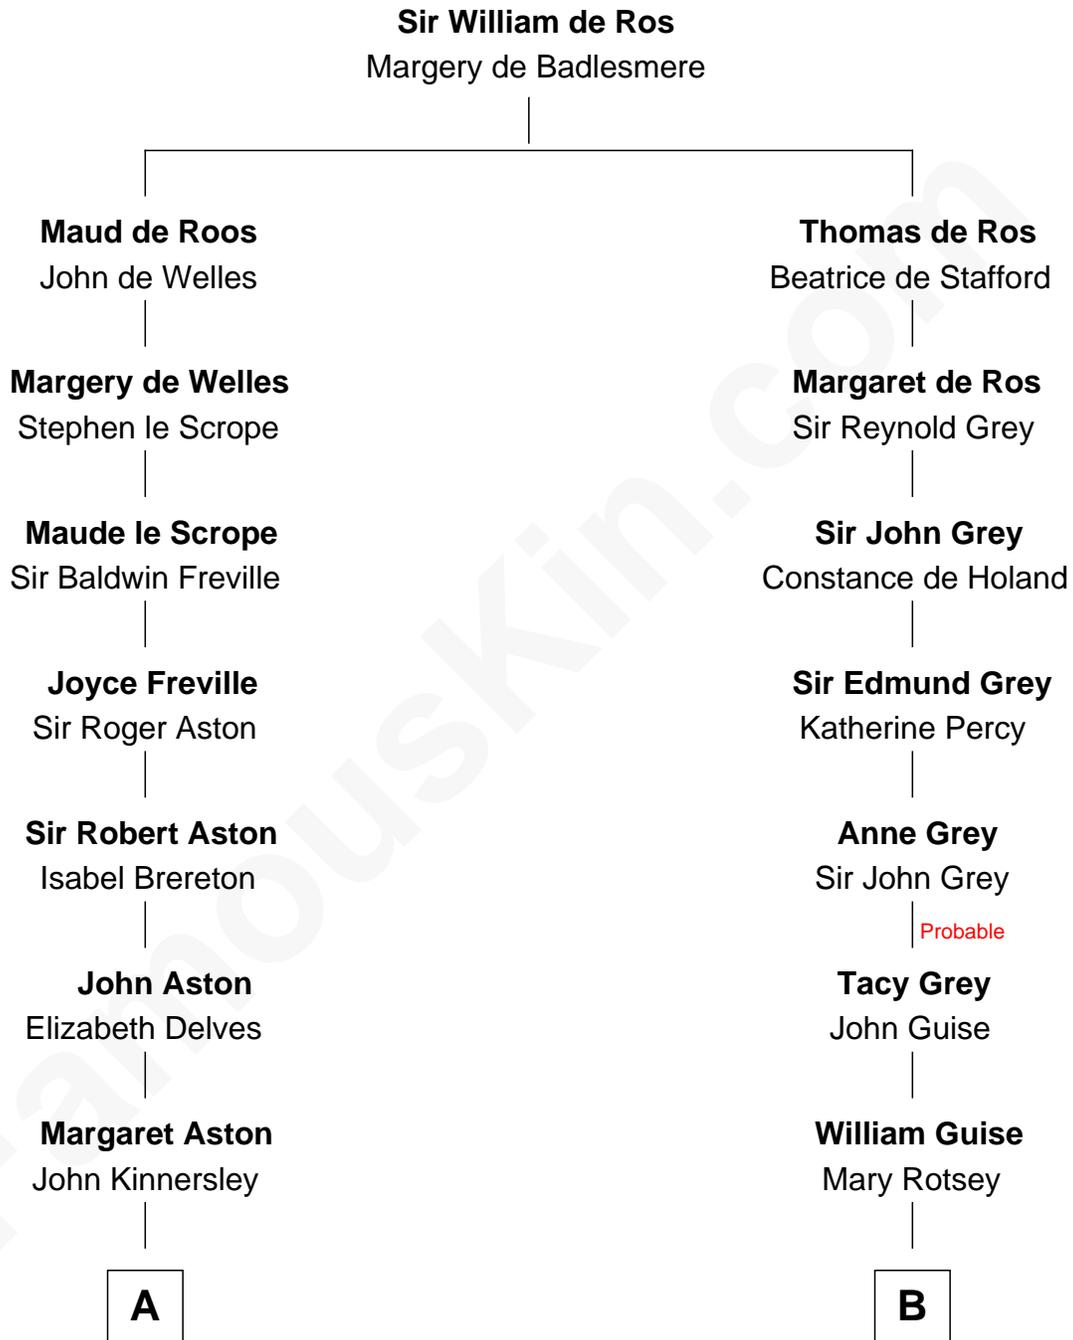 Sir William de Ros
Margery de Badlesmere
Maud de Roos
John de Welles
Thomas de Ros
Beatrice de Stafford
Margery de Welles
Stephen le Scrope
Margaret de Ros
Sir Reynold Grey
Maude le Scrope
Sir Baldwin Freville
Sir John Grey
Constance de Holand
Joyce Freville
Sir Roger Aston
Sir Edmund Grey
Katherine Percy
Sir Robert Aston
Isabel Brereton
Anne Grey
Sir John Grey
Probable
John Aston
Elizabeth Delves
Tacy Grey
John Guise
Margaret Aston
John Kinnersley
William Guise
Mary Rotsey
A
B
FamousKin.com